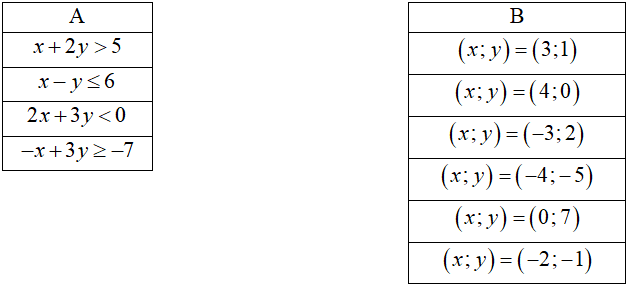 A
x + 2y > 5
x − y ≤ 6
2x + 3y < 0
−x + 3y ≥ −7
B
(x; y) = (3;1)
(x; y) = (4;0)
(x; y) = (−3;2)
(x; y) = (−4;−5)
(x; y) = (0;7)
(x; y) = (−2;−1)